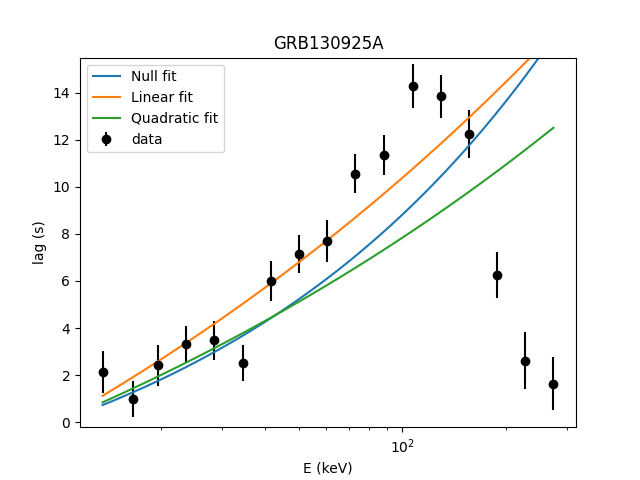 GRB130925A
Null fit
Linear fit
Quadratic fit
data
14
12
10
8
6
4
2
0
lag (s)
10²
E (keV)